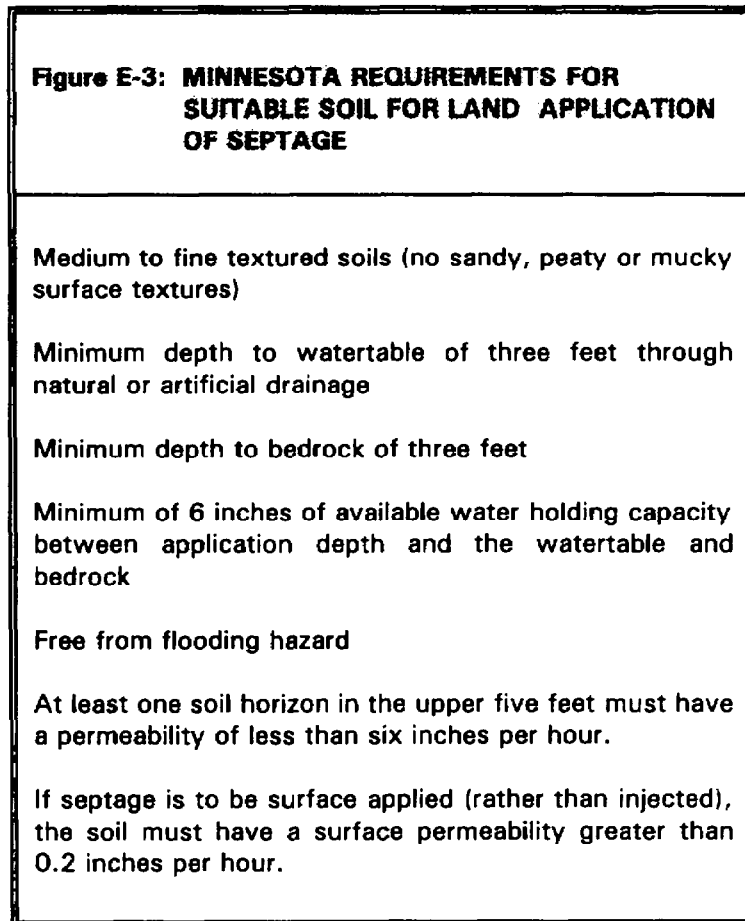 Figure E-3: MINNESOTA REQUIREMENTS FOR
SUITABLE SOIL FOR LAND APPLICATION
OF SEPTAGE
Medium to fine textured soils (no sandy, peaty or mucky
surface textures)
Minimum depth to watertable of three feet through
natural or artificial drainage
Minimum depth to bedrock of three feet
Minimum of 6 inches of available water holding capacity
between application depth and the watertable and
bedrock
Free from flooding hazard
At least one soil horizon in the upper five feet must have
a permeability of less than six inches per hour.
If septage is to be surface applied (rather than injected),
the soil must have a surface permeability greater than
0.2 inches per hour.